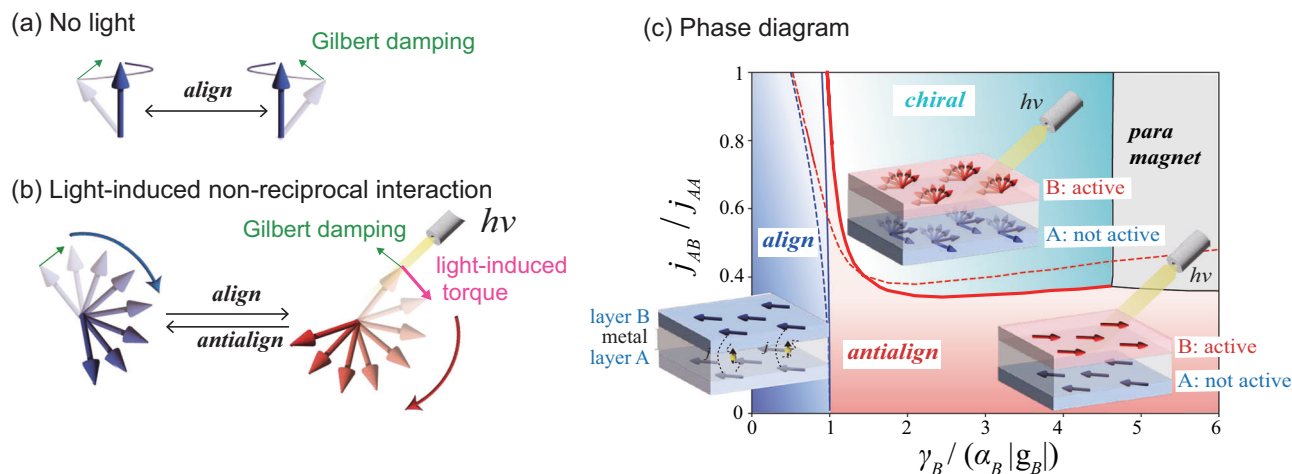 (a) No light
Gilbert damping
align
(b) Light-induced non-reciprocal interaction
Gilbert damping
hν
light-induced
torque
align
antialign
(c) Phase diagram
j_AB / j_AA
1
0.8
0.6
0.4
0.2
0
0
1
2
3
4
5
6
γ_B / (α_B |g_B|)
chiral
hν
para
magnet
B: active
A: not active
align
hν
layer B
metal
layer A
j
j
antialign
B: active
A: not active